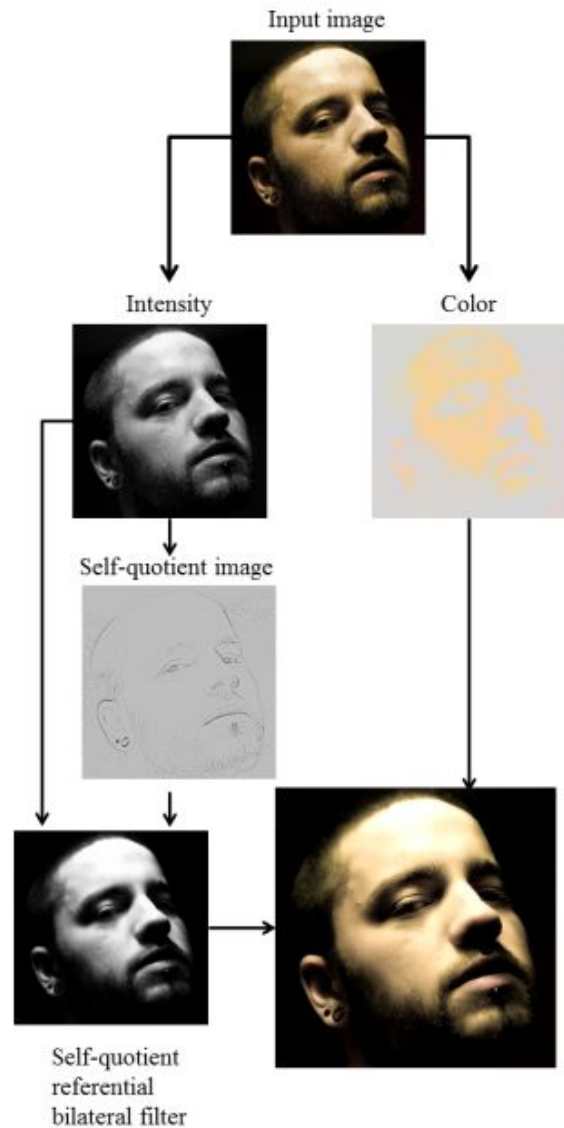 Input image
Intensity
Color
Self-quotient image
Self-quotient
referential
bilateral filter